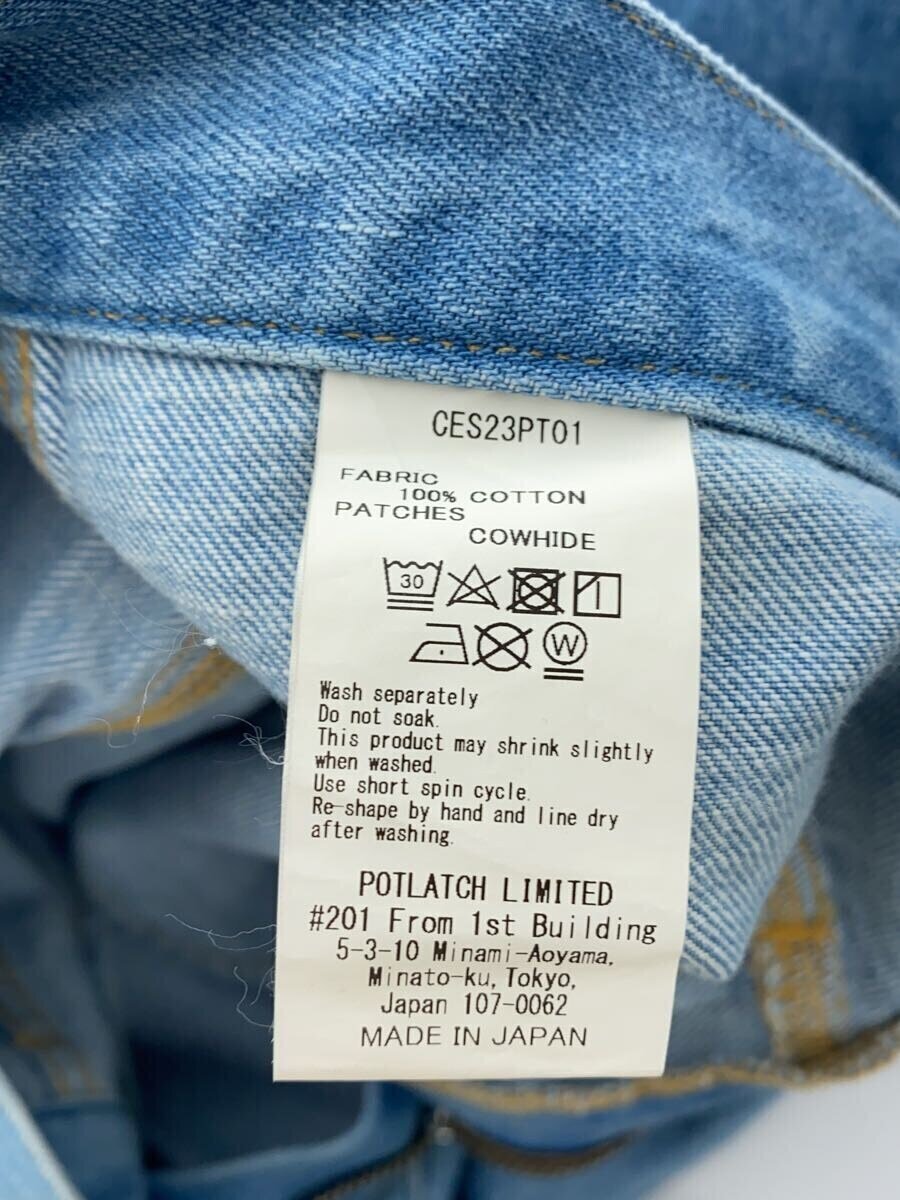 CES23PT01
FABRIC
100% COTTON
PATCHES
COWHIDE
30
W
Wash separately
Do not soak.
This product may shrink slightly
when washed.
Use short spin cycle.
Re-shape by hand and line dry
after washing.
POTLATCH LIMITED
#201 From 1st Building
5-3-10 Minami-Aoyama,
Minato-ku, Tokyo,
Japan 107-0062
MADE IN JAPAN